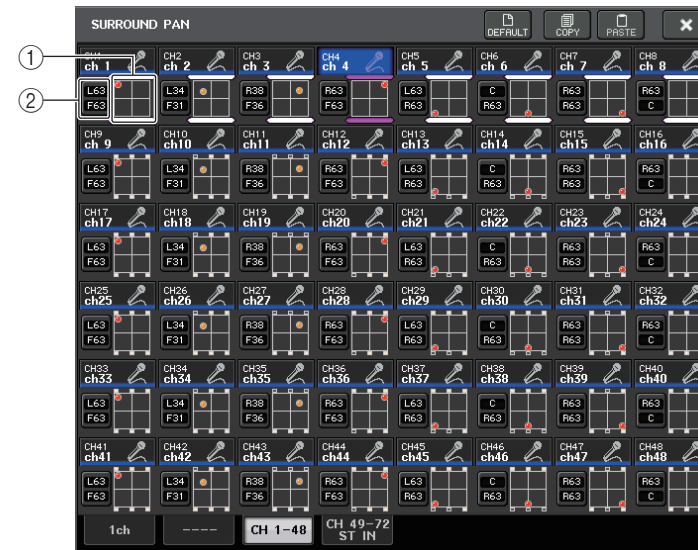 SURROUND PAN DEFAULT COPY PASTE ×
① ②
CH1 CH2 CH3 CH4 CH5 CH6 CH7 CH8
ch 1 ch 2 ch 3 ch 4 ch 5 ch 6 ch 7 ch 8
L63 L34 R38 R63 L63 C R63 R63
F63 F31 F36 F63 R63 R63 R63 C
CH9 CH10 CH11 CH12 CH13 CH14 CH15 CH16
ch 9 ch10 ch11 ch12 ch13 ch14 ch15 ch16
L63 L34 R38 R63 L63 C R63 R63
F63 F31 F36 F63 R63 R63 R63 C
CH17 CH18 CH19 CH20 CH21 CH22 CH23 CH24
ch17 ch18 ch19 ch20 ch21 ch22 ch23 ch24
L63 L34 R38 R63 L63 C R63 R63
F63 F31 F36 F63 R63 R63 R63 C
CH25 CH26 CH27 CH28 CH29 CH30 CH31 CH32
ch25 ch26 ch27 ch28 ch29 ch30 ch31 ch32
L63 L34 R38 R63 L63 C R63 R63
F63 F31 F36 F63 R63 R63 R63 C
CH33 CH34 CH35 CH36 CH37 CH38 CH39 CH40
ch33 ch34 ch35 ch36 ch37 ch38 ch39 ch40
L63 L34 R38 R63 L63 C R63 R63
F63 F31 F36 F63 R63 R63 R63 C
CH41 CH42 CH43 CH44 CH45 CH46 CH47 CH48
ch41 ch42 ch43 ch44 ch45 ch46 ch47 ch48
L63 L34 R38 R63 L63 C R63 R63
F63 F31 F36 F63 R63 R63 R63 C
1ch ---- CH 1-48 CH 49-72
ST IN